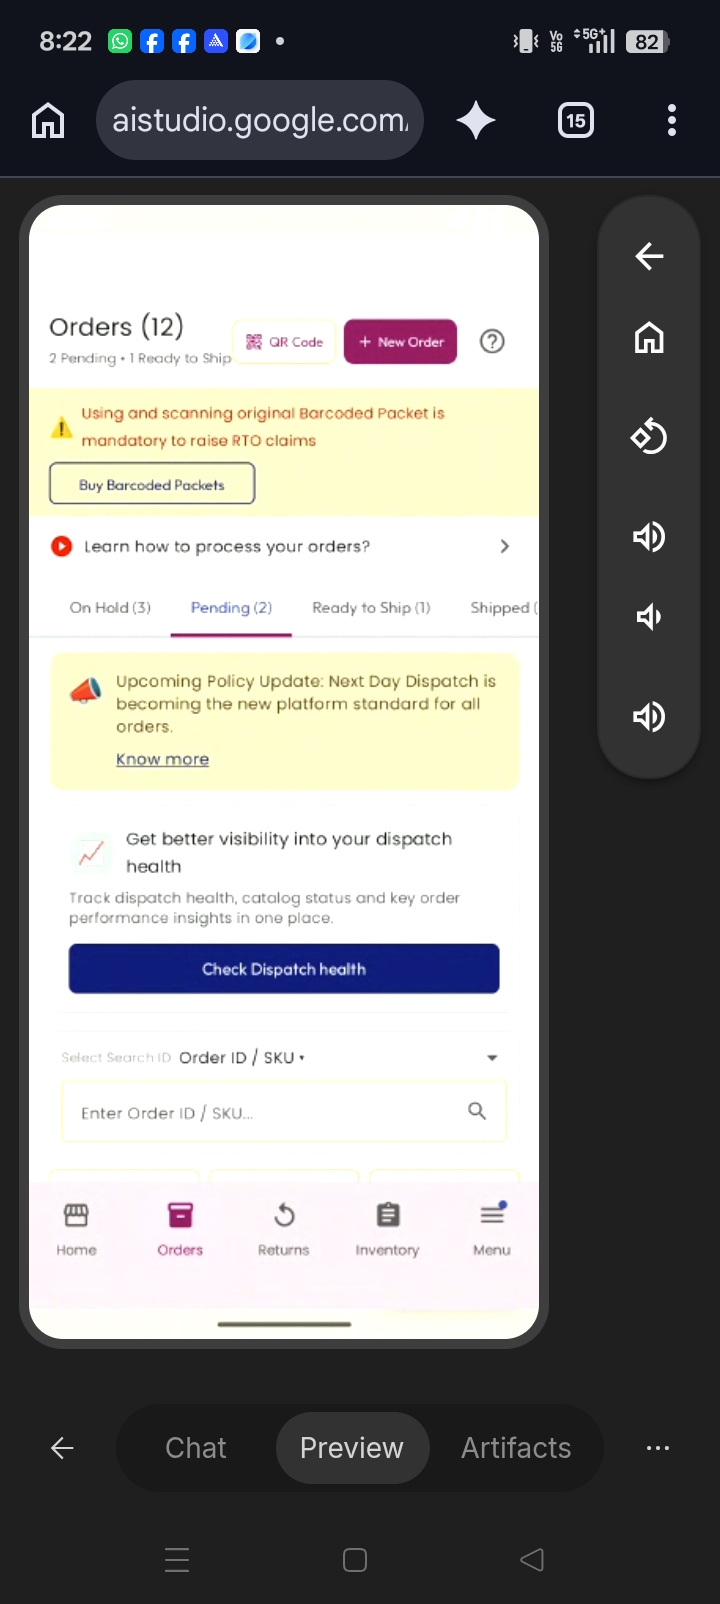 8:22
Vo 5G
5G+
82
aistudio.google.com/
15
Orders (12)
2 Pending • 1 Ready to Ship
QR Code
+ New Order
Using and scanning original Barcoded Packet is
mandatory to raise RTO claims
Buy Barcoded Packets
Learn how to process your orders?
On Hold (3)
Pending (2)
Ready to Ship (1)
Shipped (
Upcoming Policy Update: Next Day Dispatch is
becoming the new platform standard for all
orders.
Know more
Get better visibility into your dispatch
health
Track dispatch health, catalog status and key order
performance insights in one place.
Check Dispatch health
Select Search ID Order ID / SKU
Enter Order ID / SKU...
Home
Orders
Returns
Inventory
Menu
Chat
Preview
Artifacts